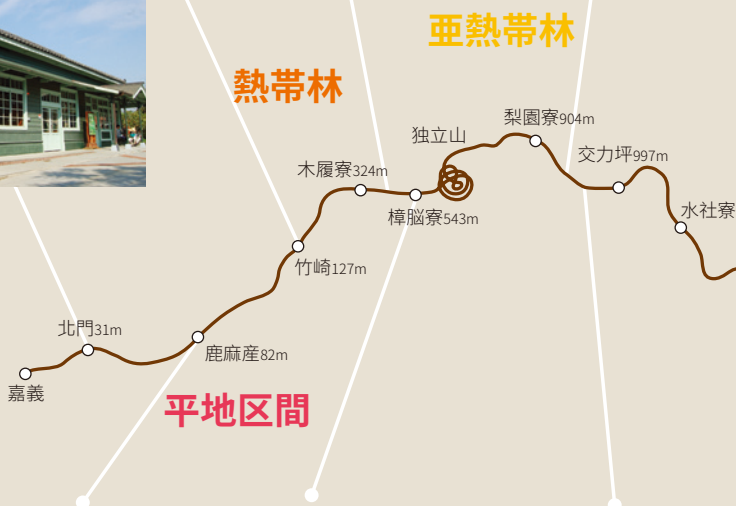 亜熱帯林
熱帯林
梨園寮904m
独立山
交力坪997m
木履寮324m
樟脳寮543m
水社寮
竹崎127m
北門31m
鹿麻産82m
嘉義
平地区間